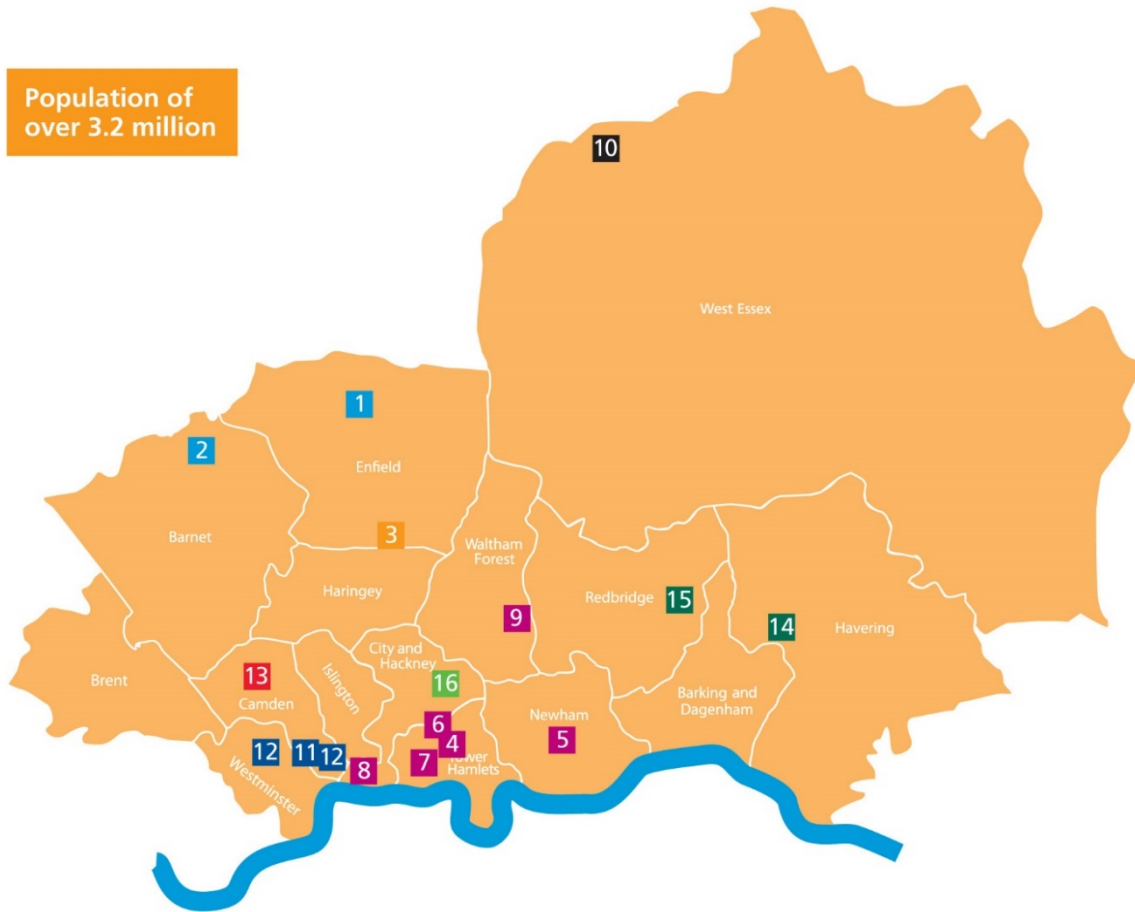 Population of
over 3.2 million
10
West Essex
1
2
Enfield
3
Barnet
Waltham
Forest
Haringey
Redbridge
15
9
14
Havering
City and
Hackney
Islington
13
16
Brent
Camden
Barking and
Dagenham
Newham
6
5
4
12
11
12
7
Tower
Hamlets
8
Westminster